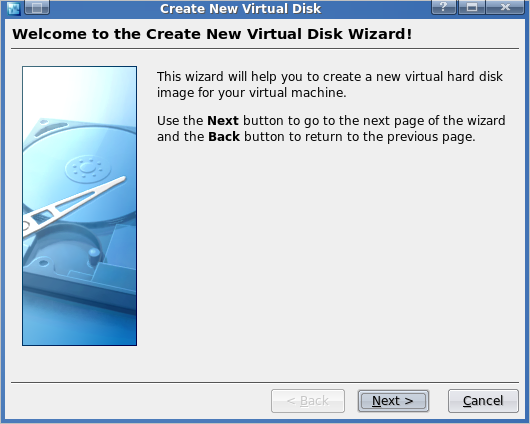 Create New Virtual Disk
?
Welcome to the Create New Virtual Disk Wizard!
This wizard will help you to create a new virtual hard disk
image for your virtual machine.
Use the Next button to go to the next page of the wizard
and the Back button to return to the previous page.
< Back
Next >
Cancel